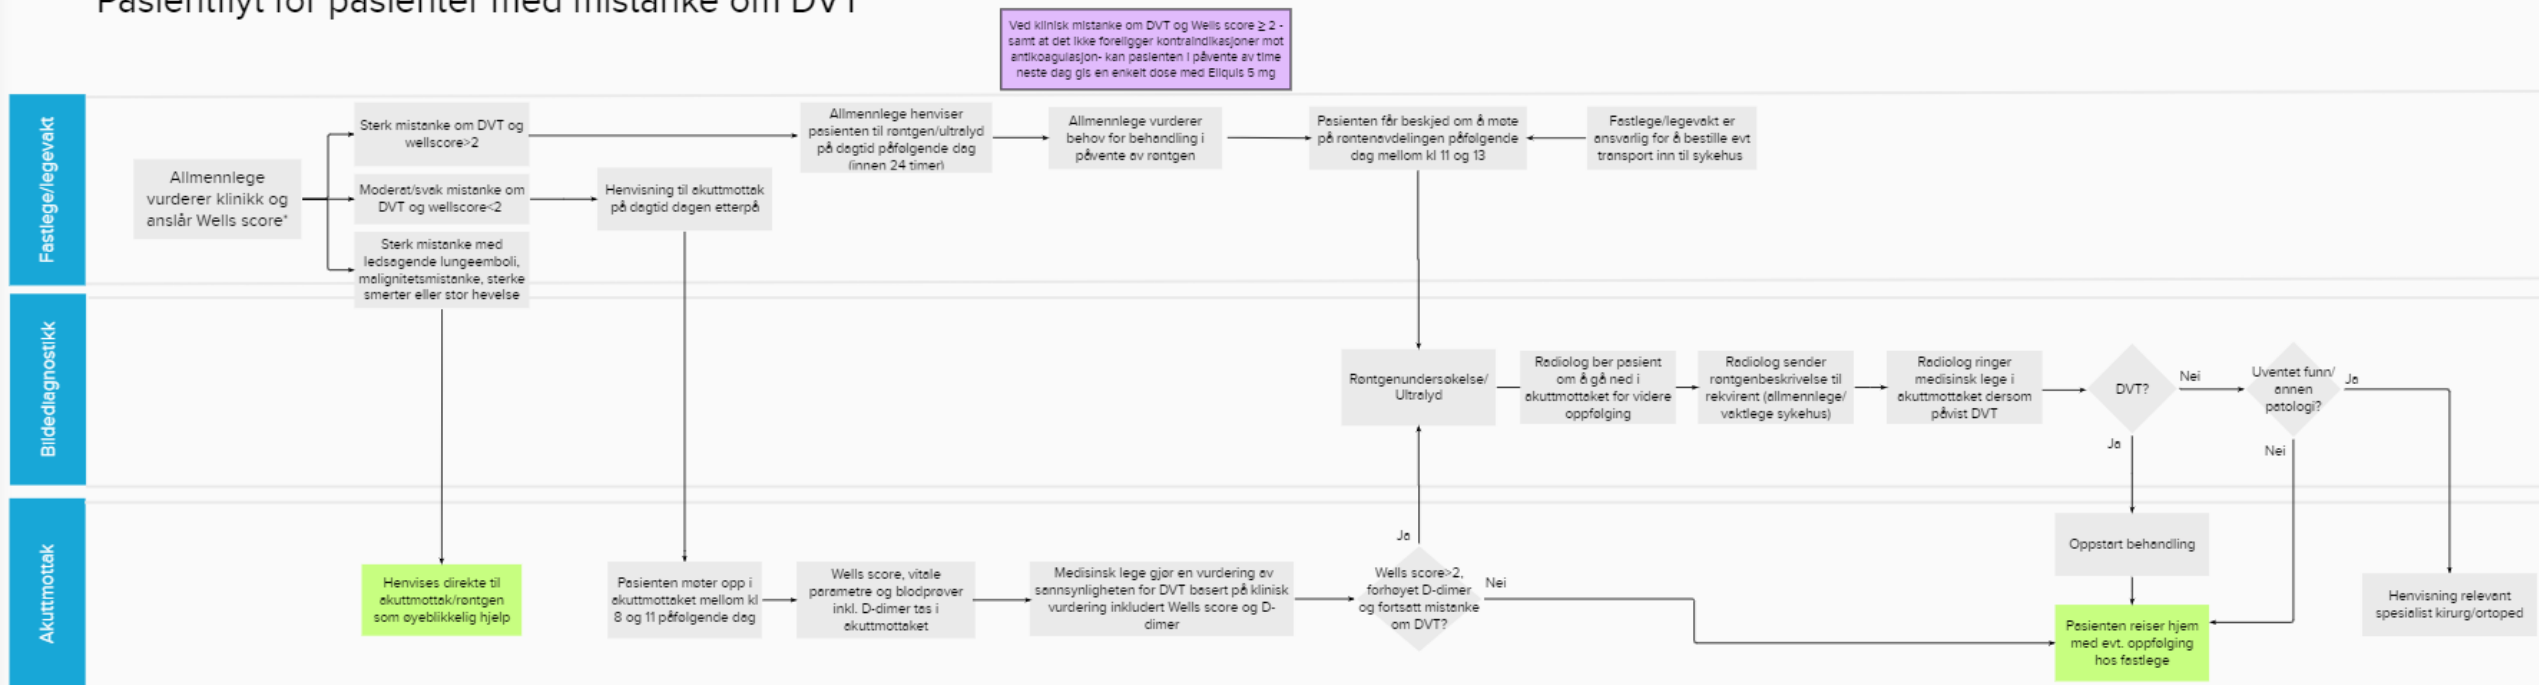 Pasientflyt for pasienter med mistanke om DVT
Ved klinisk mistanke om DVT og Wells score ≥ 2 -
samt at det ikke foreligger kontraindikasjoner mot
antikoagulasjon- kan pasienten i påvente av time
neste dag gis en enkelt dose med Eliquis 5 mg
Fastlege/legevakt
Allmennlege
vurderer klinikk og
anslår Wells score*
Sterk mistanke om DVT og
wellscore>2
Moderat/svak mistanke om
DVT og wellscore<2
Sterk mistanke med
ledsagende lungeemboli,
malignitetsmistanke, sterke
smerter eller stor hevelse
Henvisning til akuttmottak
på dagtid dagen etterpå
Allmennlege henviser
pasienten til røntgen/ultralyd
på dagtid påfølgende dag
(innen 24 timer)
Allmennlege vurderer
behov for behandling i
påvente av røntgen
Pasienten får beskjed om å møte
på røntenavdelingen påfølgende
dag mellom kl 11 og 13
Fastlege/legevakt er
ansvarlig for å bestille evt
transport inn til sykehus
Bildediagnostikk
Røntgenundersøkelse/
Ultralyd
Radiolog ber pasient
om å gå ned i
akuttmottaket for videre
oppfølging
Radiolog sender
røntgenbeskrivelse til
rekvirent (allmennlege/
vaktlege sykehus)
Radiolog ringer
medisinsk lege i
akuttmottaket dersom
påvist DVT
DVT?
Nei
Ja
Uventet funn/
annen
patologi?
Ja
Nei
Akuttmottak
Henvises direkte til
akuttmottak/røntgen
som øyeblikkelig hjelp
Pasienten møter opp i
akuttmottaket mellom kl
8 og 11 påfølgende dag
Wells score, vitale
parametre og blodprøver
inkl. D-dimer tas i
akuttmottaket
Medisinsk lege gjør en vurdering av
sannsynligheten for DVT basert på klinisk
vurdering inkludert Wells score og D-
dimer
Ja
Wells score>2,
forhøyet D-dimer
og fortsatt mistanke
om DVT?
Nei
Oppstart behandling
Pasienten reiser hjem
med evt. oppfølging
hos fastlege
Henvisning relevant
spesialist kirurg/ortoped